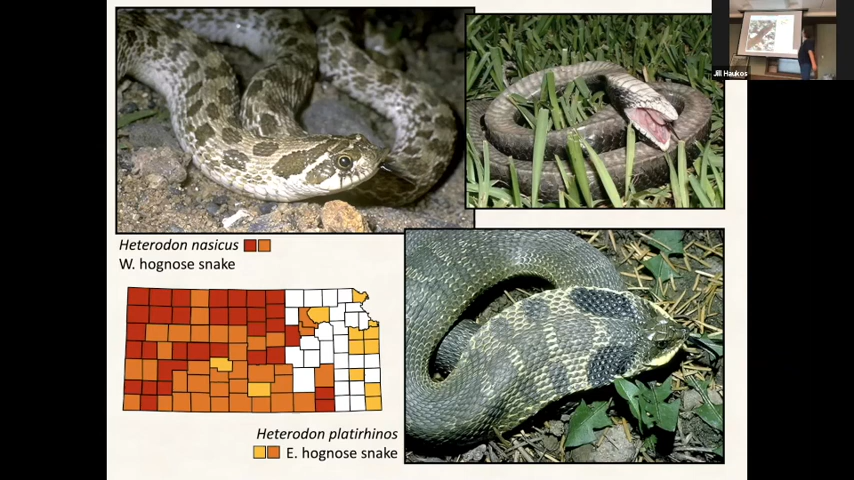 Jill Haukos
Heterodon nasicus
W. hognose snake
Heterodon platirhinos
E. hognose snake